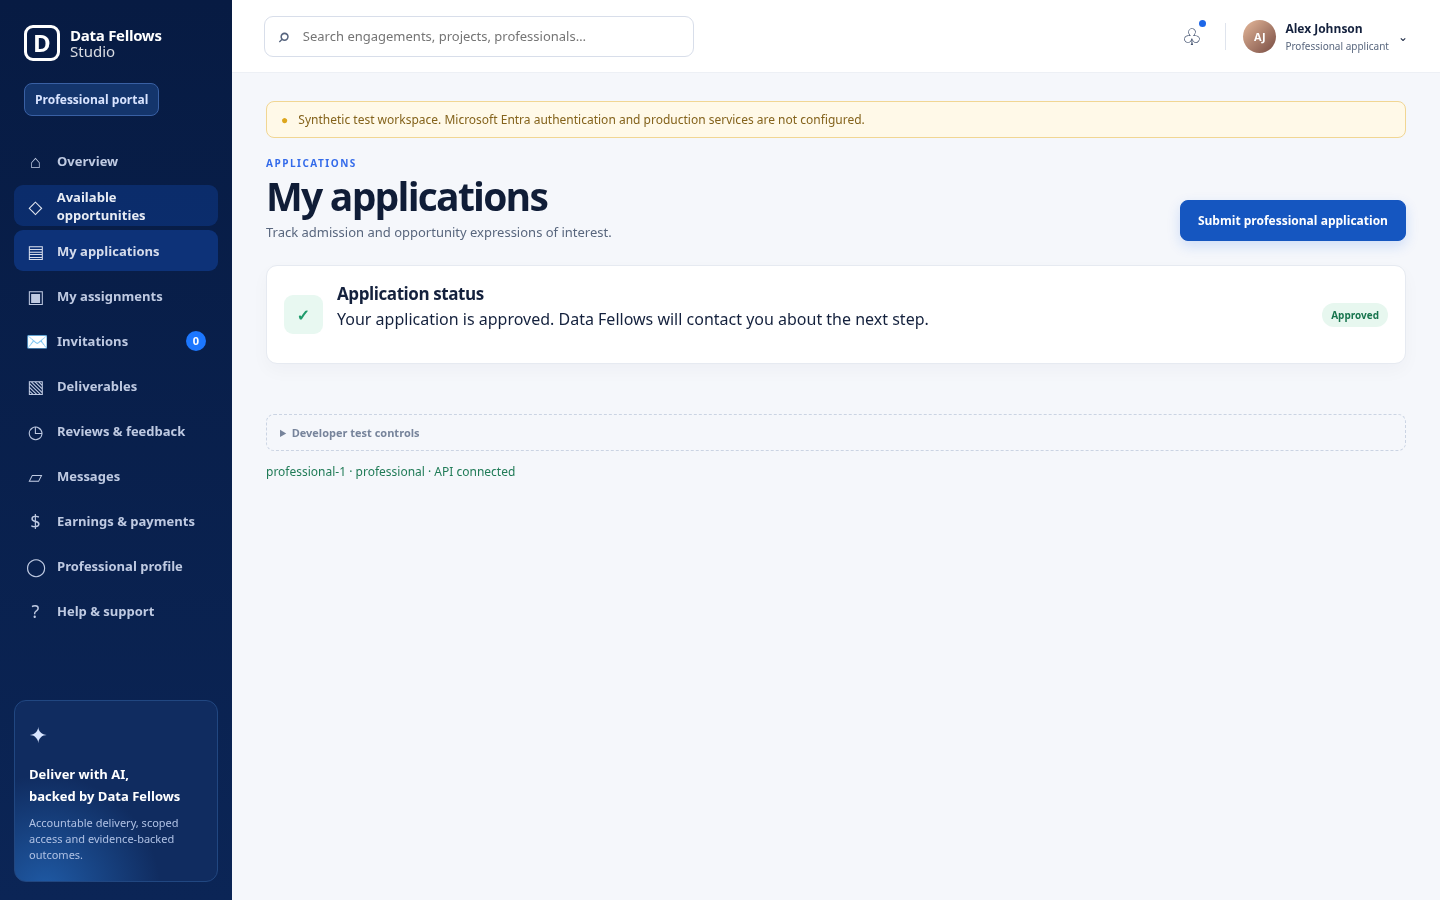 D
Data Fellows
Studio
Professional portal
Overview
Available
opportunities
My applications
My assignments
Invitations
0
Deliverables
Reviews & feedback
Messages
$
Earnings & payments
Professional profile
?
Help & support
Deliver with AI,
backed by Data Fellows
Accountable delivery, scoped
access and evidence-backed
outcomes.
Search engagements, projects, professionals...
AJ
Alex Johnson
Professional applicant
Synthetic test workspace. Microsoft Entra authentication and production services are not configured.
APPLICATIONS
My applications
Track admission and opportunity expressions of interest.
Submit professional application
Application status
Your application is approved. Data Fellows will contact you about the next step.
Approved
Developer test controls
professional-1 · professional · API connected